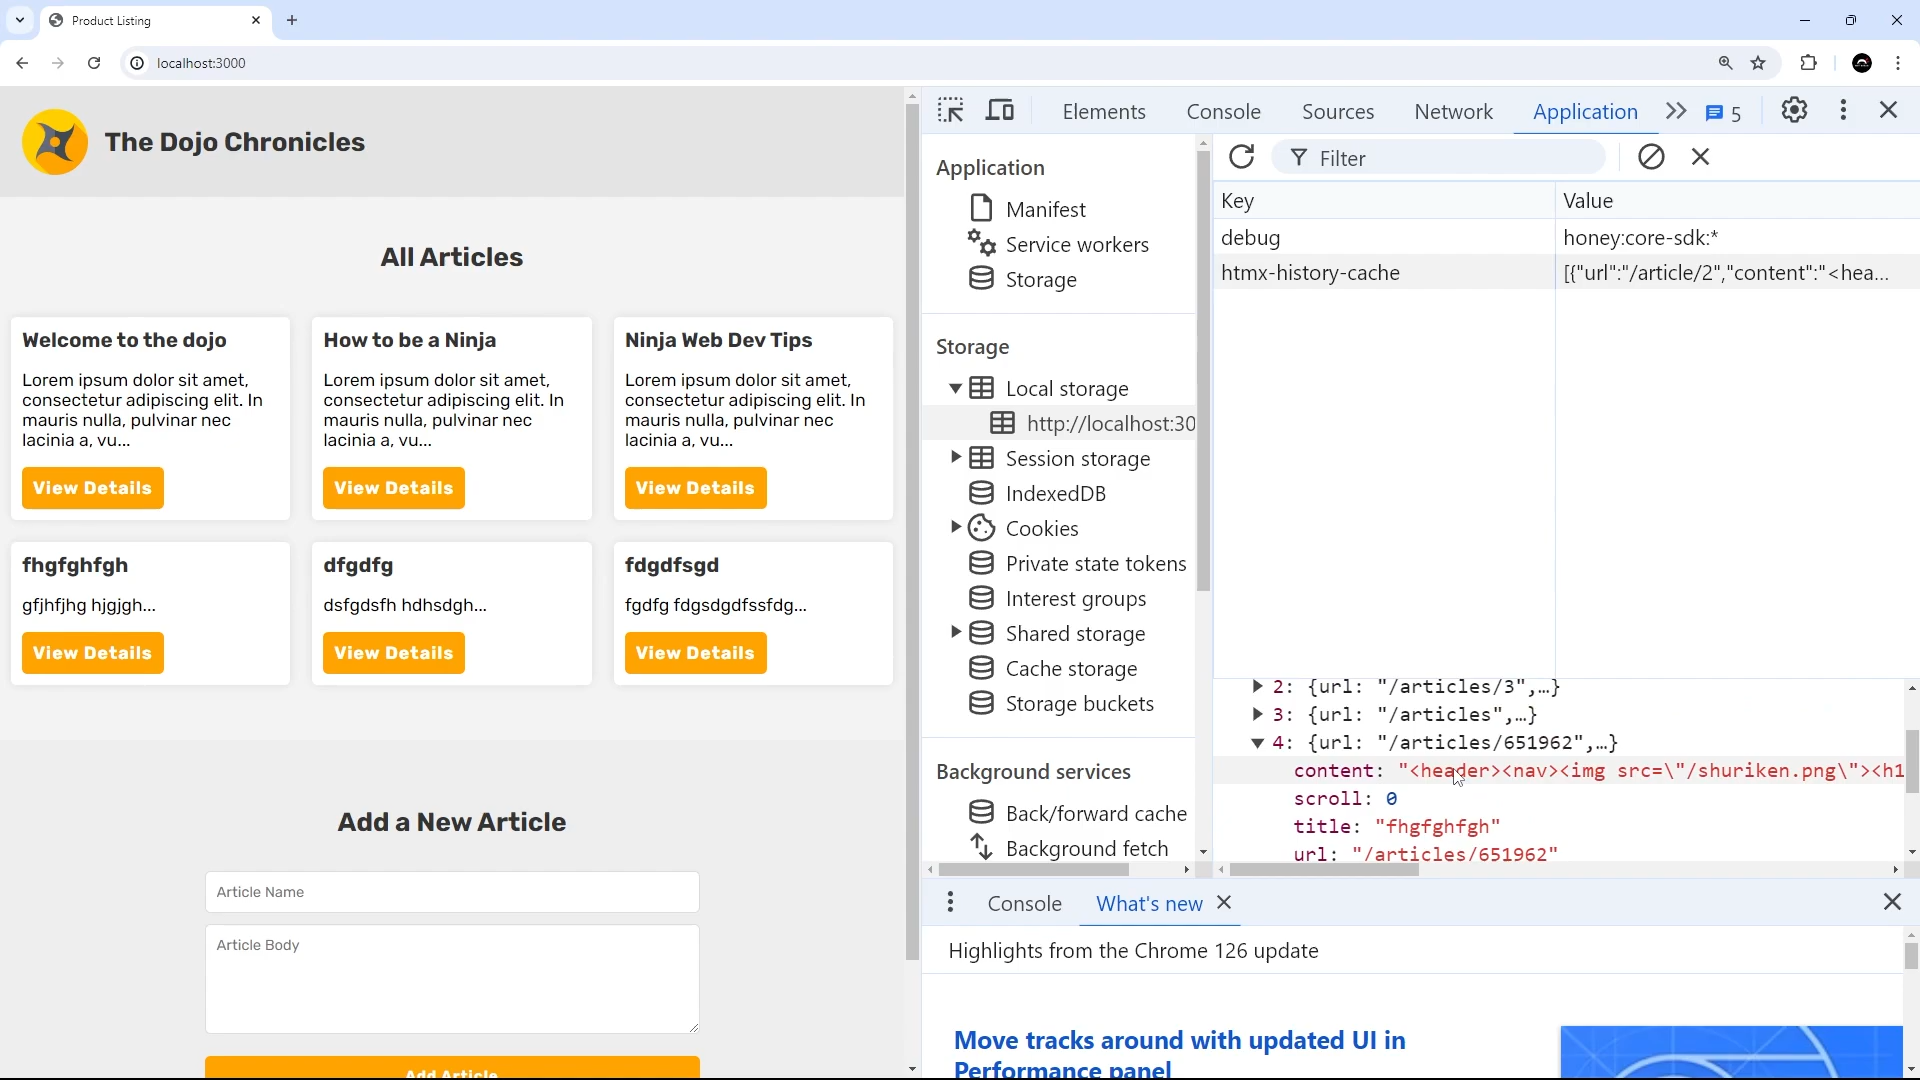 Product Listing
localhost:3000
The Dojo Chronicles
All Articles
Welcome to the dojo
Lorem ipsum dolor sit amet,
consectetur adipiscing elit. In
mauris nulla, pulvinar nec
lacinia a, vu...
View Details
How to be a Ninja
Lorem ipsum dolor sit amet,
consectetur adipiscing elit. In
mauris nulla, pulvinar nec
lacinia a, vu...
View Details
Ninja Web Dev Tips
Lorem ipsum dolor sit amet,
consectetur adipiscing elit. In
mauris nulla, pulvinar nec
lacinia a, vu...
View Details
fhgfghfgh
gfjhfjhg hjgjgh...
View Details
dfgdfg
dsfgdsfh hdhsdgh...
View Details
fdgdfsgd
fgdfg fdgsdgdfssfdg...
View Details
Add a New Article
Article Name
Article Body
Add Article
Elements Console Sources Network Application 5
Application
Manifest
Service workers
Storage
Storage
Local storage
http://localhost:30
Session storage
IndexedDB
Cookies
Private state tokens
Interest groups
Shared storage
Cache storage
Storage buckets
Background services
Back/forward cache
Background fetch
Filter
Key Value
debug honey:core-sdk:*
htmx-history-cache [{"url":"/article/2","content":"<hea...
2: {url: "/articles/3",…}
3: {url: "/articles",…}
4: {url: "/articles/651962",…}
content: "<header><nav><img src=\"/shuriken.png\"><h1
scroll: 0
title: "fhgfghfgh"
url: "/articles/651962"
Console What's new
Highlights from the Chrome 126 update
Move tracks around with updated UI in
Performance panel